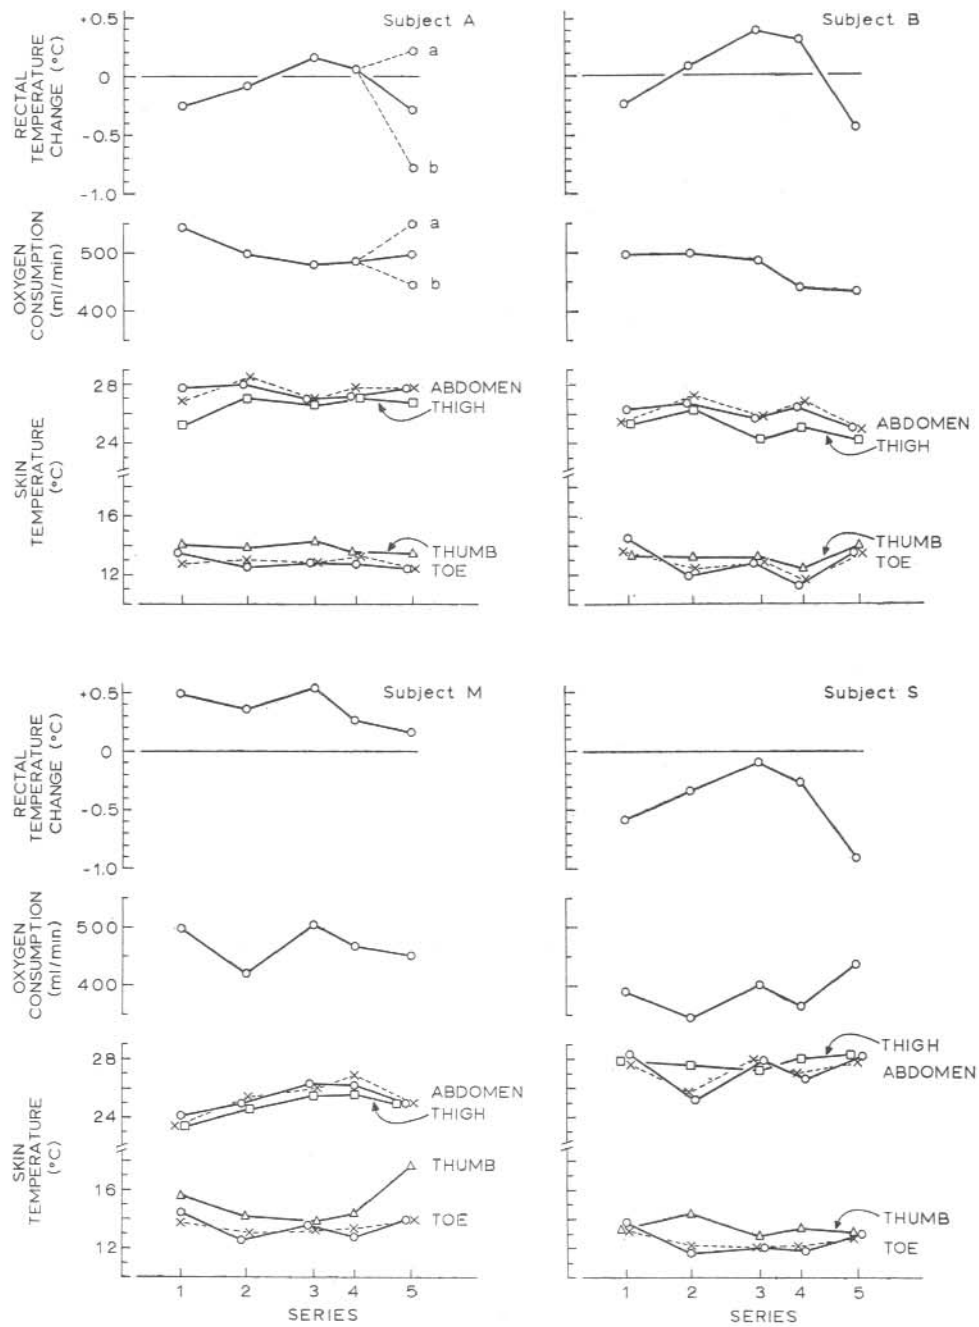 Subject A
Subject B
RECTAL
TEMPERATURE
CHANGE (°C)
+0.5
0
-0.5
-1.0
a
b
OXYGEN
CONSUMPTION
(ml/min)
500
400
a
b
SKIN
TEMPERATURE
(°C)
28
24
16
12
ABDOMEN
THIGH
THUMB
TOE
ABDOMEN
THIGH
THUMB
TOE
Subject M
Subject S
RECTAL
TEMPERATURE
CHANGE (°C)
+0.5
0
-0.5
-1.0
OXYGEN
CONSUMPTION
(ml/min)
500
400
SKIN
TEMPERATURE
(°C)
28
24
16
12
ABDOMEN
THIGH
THUMB
TOE
THIGH
ABDOMEN
THUMB
TOE
1 2 3 4 5
SERIES
1 2 3 4 5
SERIES